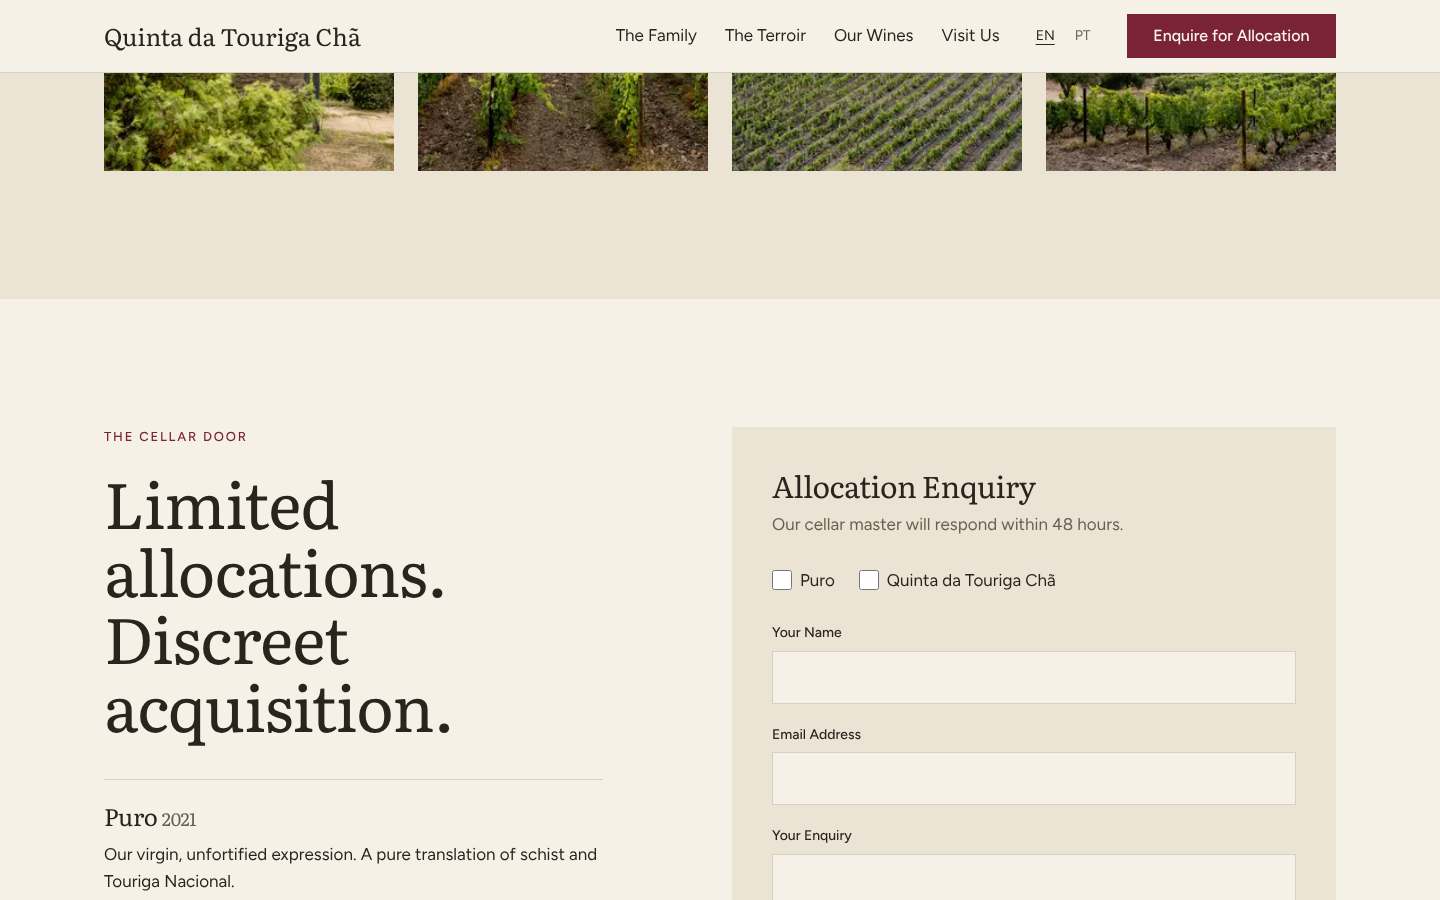 Quinta da Touriga Chã
The Family
The Terroir
Our Wines
Visit Us
EN
PT
Enquire for Allocation
THE CELLAR DOOR
Limited
allocations.
Discreet
acquisition.
Puro 2021
Our virgin, unfortified expression. A pure translation of schist and
Touriga Nacional.
Allocation Enquiry
Our cellar master will respond within 48 hours.
Puro
Quinta da Touriga Chã
Your Name
Email Address
Your Enquiry